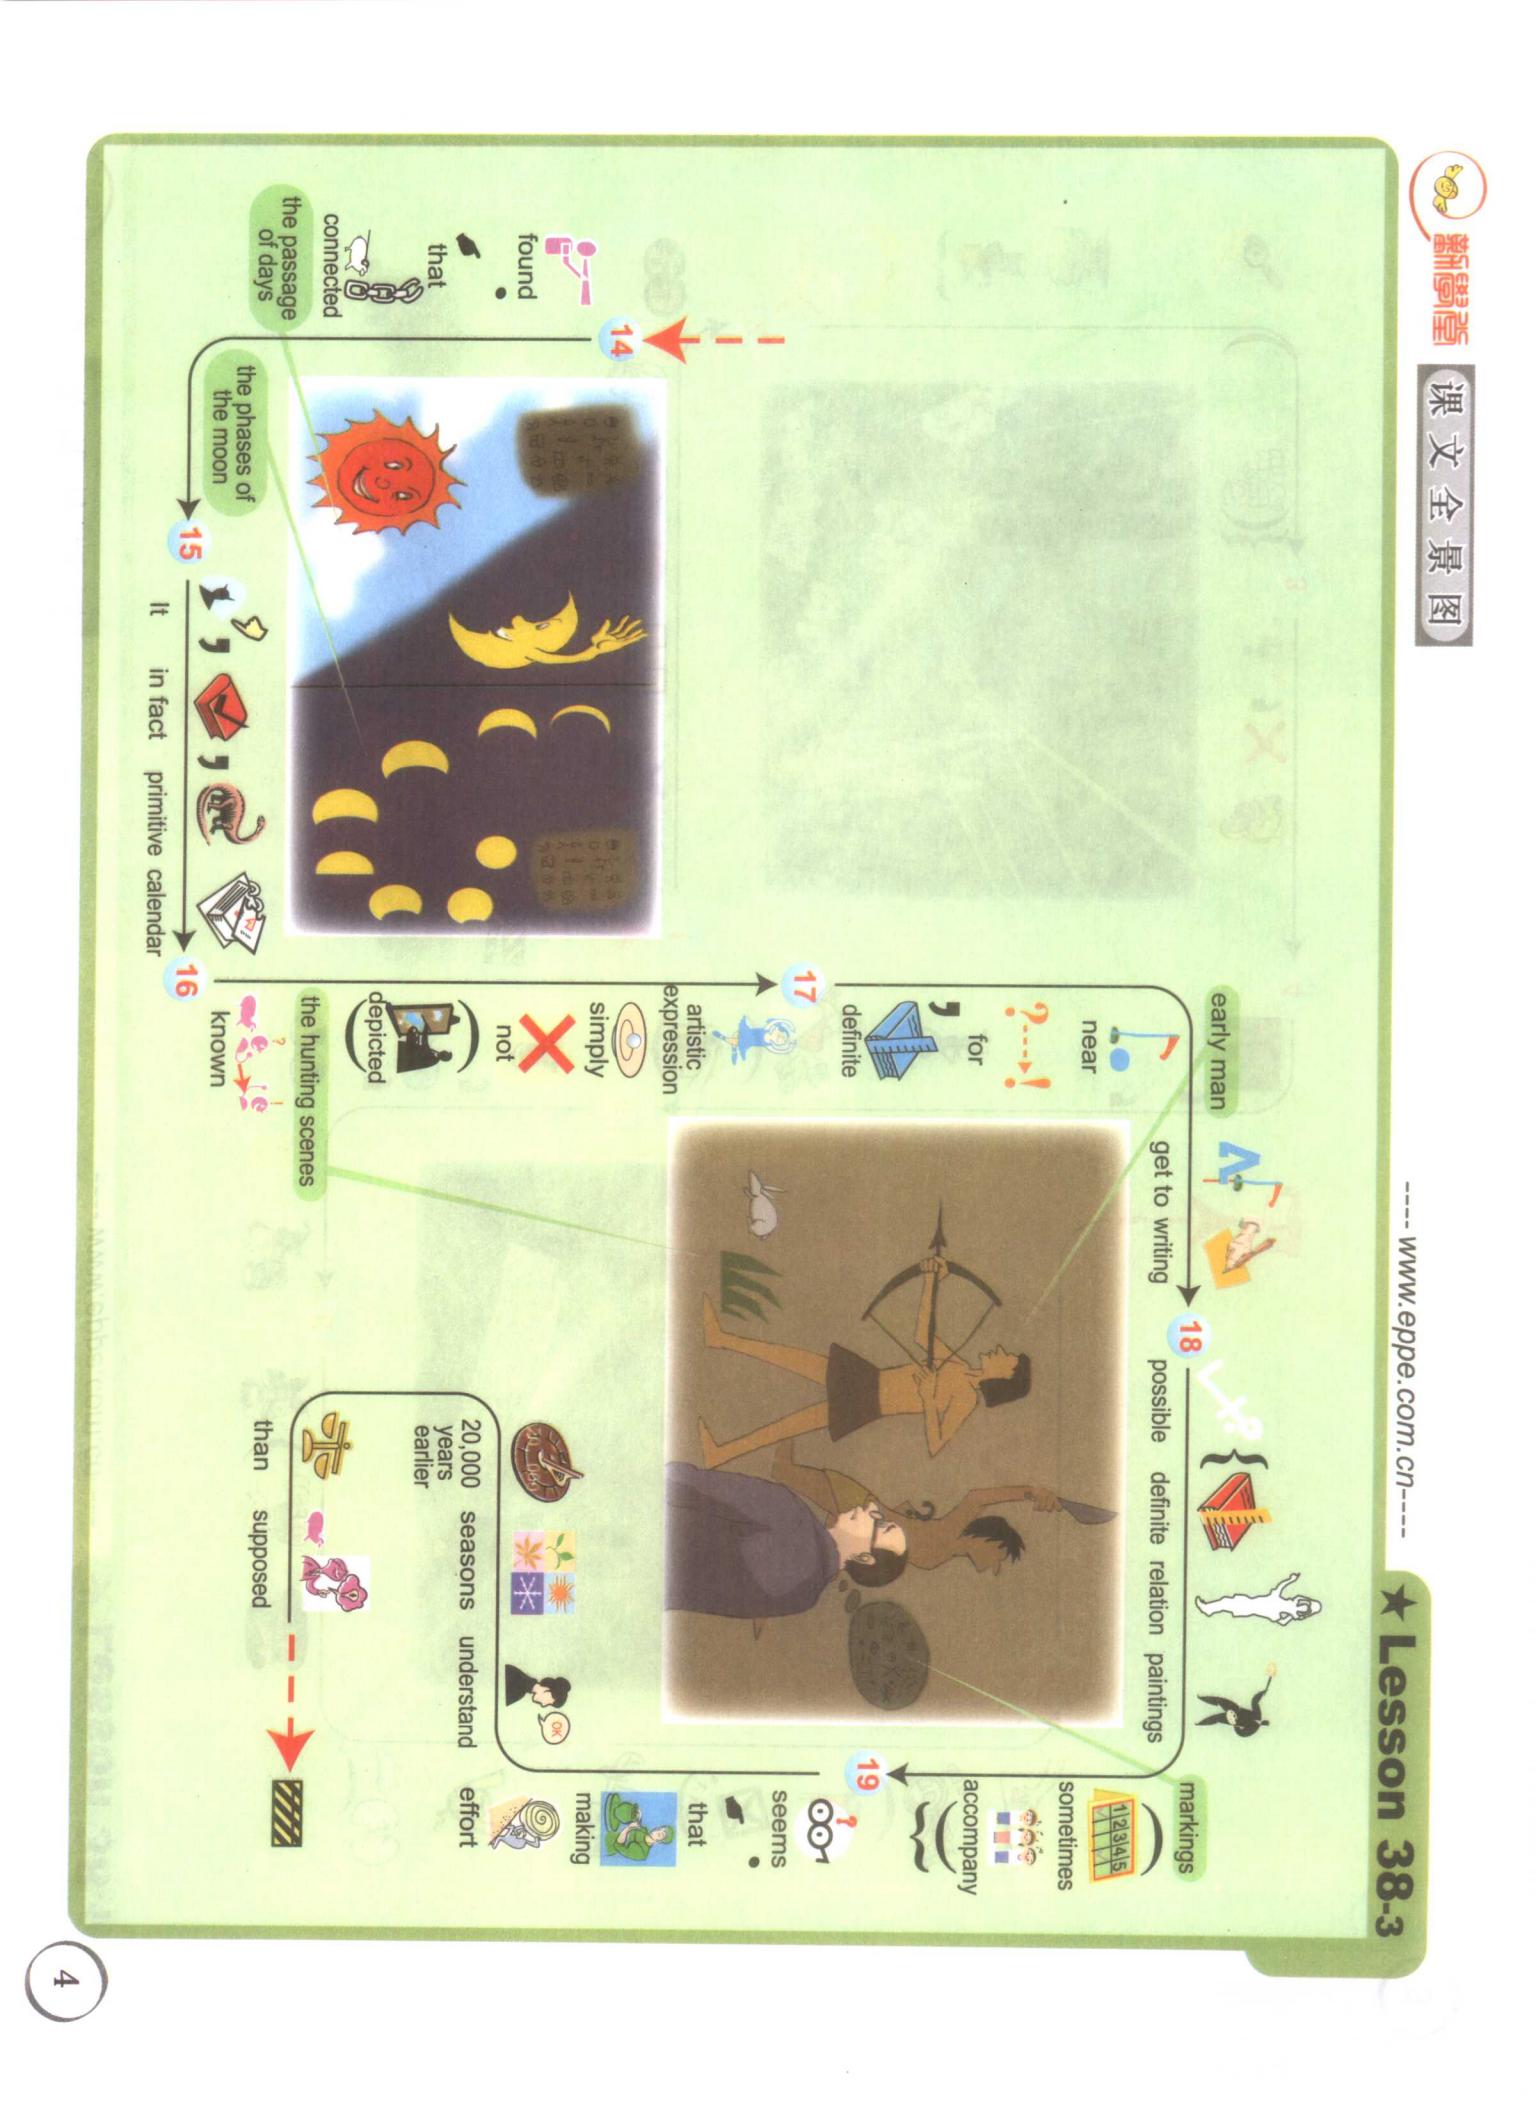 新學堂
课文全景图
---- www.eppe.com.cn----
★ Lesson 38-3
found
that
connected
the passage
of days
14
the phases of
the moon
15
It in fact primitive calendar
16
known
the hunting scenes
depicted
not
simply
artistic
expression
17
definite
for
near
early man
get to writing
18
possible definite relation paintings
markings
sometimes
accompany
19
seems
that
making
effort
understand
seasons
20,000
years
earlier
than supposed
4